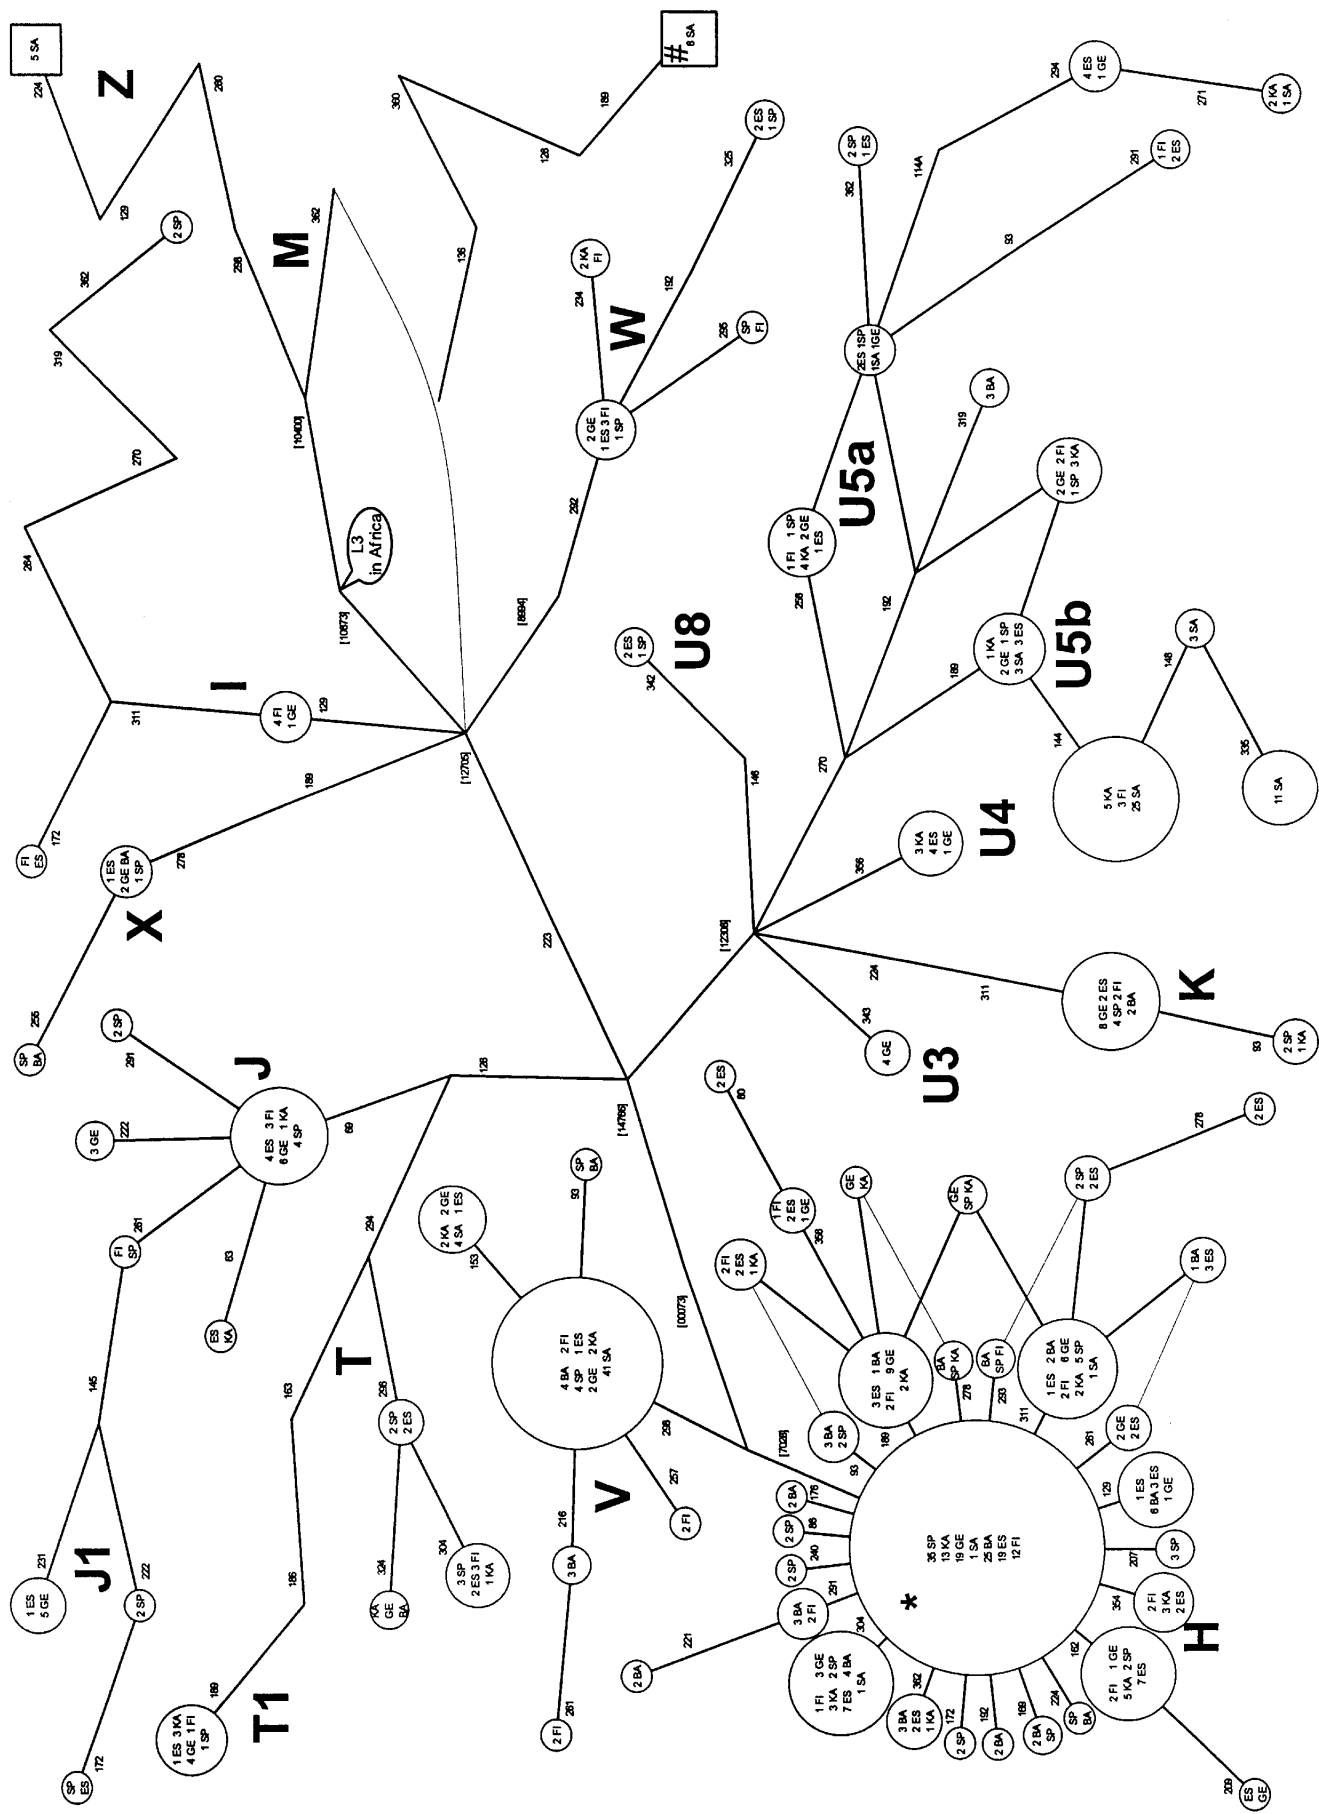 5 SA
224
Z
129
260
298
2 SP
362
319
270
264
311
172
FI
ES
I
4 FI
1 GE
129
M
362
[10400]
L3
in Africa
[10873]
360
136
128
189
#
6 SA
2 ES
1 SP
325
192
2 KA
FI
234
W
295
SP
FI
2 GE
1 ES 3 FI
1 SP
292
[8994]
[12705]
189
278
1 ES
2 GE BA
1 SP
X
256
SP
BA
223
2 SP
291
J
3 GE
222
4 ES 3 FI
6 GE 1 KA
4 SP
69
126
FI
SP
261
63
ES
KA
145
231
1 ES
5 GE
J1
222
2 SP
172
SP
ES
294
163
186
T
296
2 SP
2 ES
324
KA
GE
BA
304
3 SP
2 ES 3 FI
1 KA
189
1 ES 3 KA
4 GE 1 FI
1 SP
T1
[14766]
[00073]
[7028]
2 KA 2 GE
4 SA 1 ES
153
93
SP
BA
4 BA 2 FI
4 SP 1 ES
2 GE 2 KA
41 SA
298
V
257
2 FI
216
3 BA
261
2 FI
U8
2 ES
1 SP
342
146
[12308]
4 ES
1 GE
294
271
2 KA
1 SA
2 SP
1 ES
362
114A
291
1 FI
2 ES
93
2ES 1SP
1SA 1GE
U5a
1 FI 1 SP
4 KA 2 GE
1 ES
256
3 BA
319
192
2 GE 2 FI
1 SP 3 KA
270
189
1 KA
2 GE 1 SP
3 SA 3 ES
U5b
144
5 KA
3 FI
25 SA
148
3 SA
335
11 SA
356
3 KA
4 ES
1 GE
U4
224
311
8 GE 2 ES
4 SP 2 FI
2 BA
K
93
2 SP
1 KA
343
4 GE
U3
2 ES
80
1 FI
2 ES
1 GE
356
GE
KA
GE
SP KA
2 SP
2 ES
278
2 ES
2 FI
2 ES
1 KA
1 BA
3 ES
3 ES 1 BA
2 FI 9 GE
2 KA
BA
SP KA
278
BA
SP FI
293
1 ES 2 BA
2 FI 6 GE
2 KA 5 SP
1 SA
311
3 BA
2 SP
93
189
2 GE
2 ES
261
2 BA
176
2 SP
86
2 SP
240
1 ES
6 BA 3 ES
1 GE
129
35 SP
13 KA
19 GE
1 SA
25 BA
19 ES
12 FI
*
3 BA
2 FI
291
221
2 BA
207
3 SP
354
2 FI
3 KA
2 ES
H
304
1 FI 3 GE
3 KA 2 SP
7 ES 4 BA
1 SA
162
2 FI 1 GE
5 KA 2 SP
7 ES
362
3 BA
2 ES
1 KA
172
2 SP
192
2 BA
169
2 BA
SP
224
SP
BA
209
ES
GE